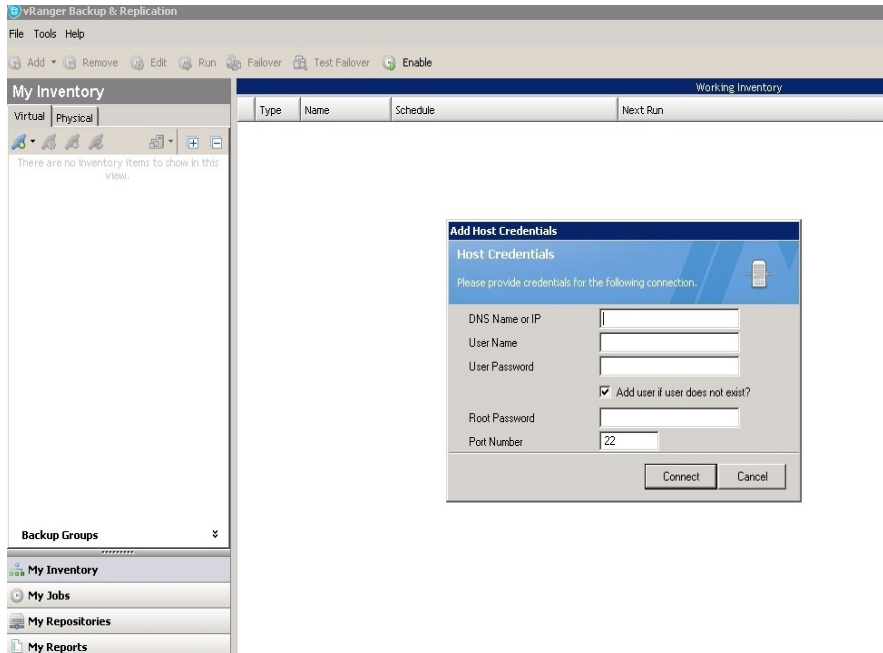 vRanger Backup & Replication
File Tools Help
Add Remove Edit Run Failover Test Failover Enable
My Inventory
Virtual Physical
There are no inventory items to show in this
view.
Working Inventory
Type Name Schedule Next Run
Add Host Credentials
Host Credentials
Please provide credentials for the following connection.
DNS Name or IP
User Name
User Password
Add user if user does not exist?
Root Password
Port Number 22
Connect Cancel
Backup Groups
My Inventory
My Jobs
My Repositories
My Reports